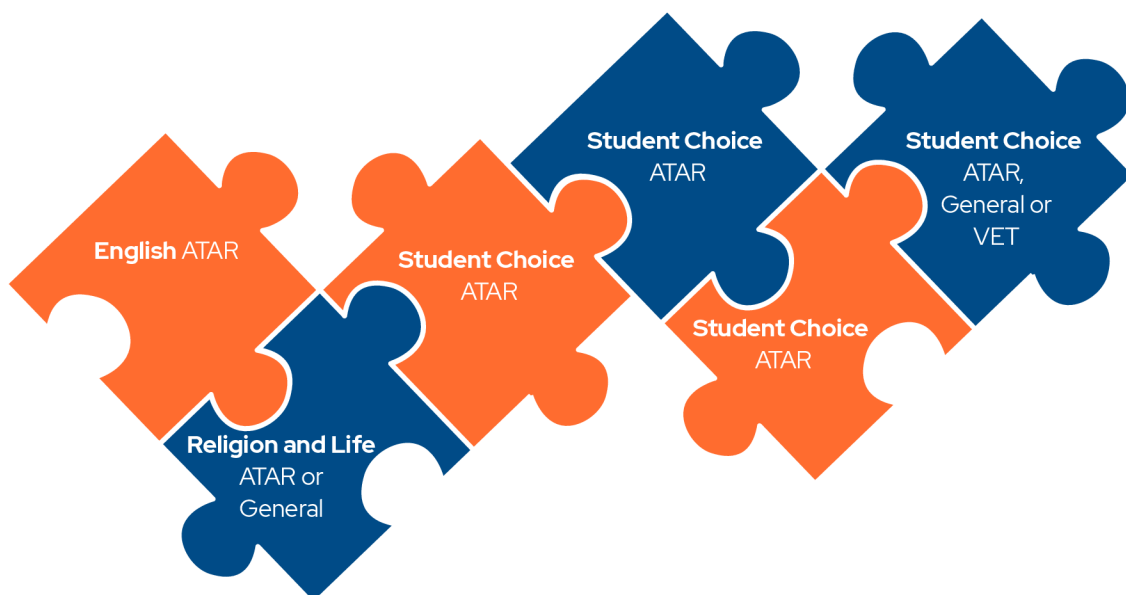 English ATAR
Religion and Life
ATAR or
General
Student Choice
ATAR
Student Choice
ATAR
Student Choice
ATAR
Student Choice
ATAR,
General or
VET